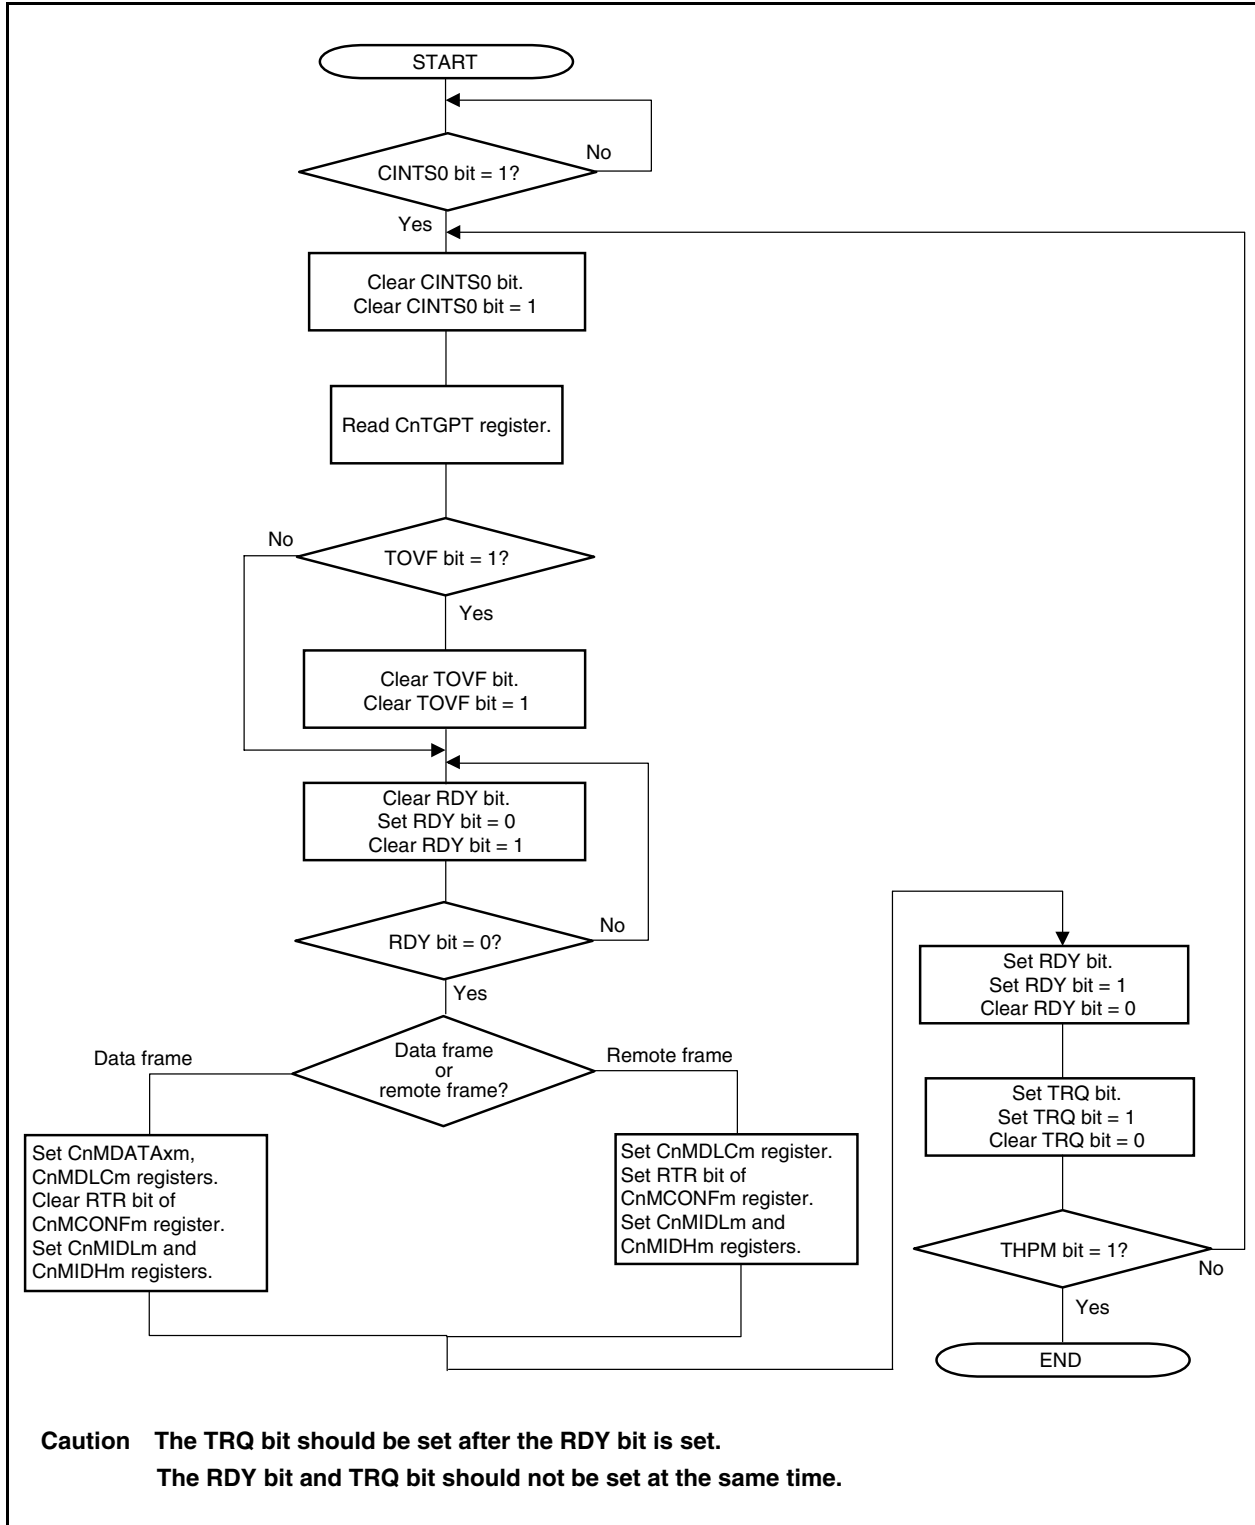 START
No
CINTS0 bit = 1?
Yes
Clear CINTS0 bit.
Clear CINTS0 bit = 1
Read CnTGPT register.
No
TOVF bit = 1?
Yes
Clear TOVF bit.
Clear TOVF bit = 1
Clear RDY bit.
Set RDY bit = 0
Clear RDY bit = 1
No
RDY bit = 0?
Yes
Data frame
Data frame
or
remote frame?
Remote frame
Set CnMDATAxm,
CnMDLCm registers.
Clear RTR bit of
CnMCONFm register.
Set CnMIDLm and
CnMIDHm registers.
Set CnMDLCm register.
Set RTR bit of
CnMCONFm register.
Set CnMIDLm and
CnMIDHm registers.
Set RDY bit.
Set RDY bit = 1
Clear RDY bit = 0
Set TRQ bit.
Set TRQ bit = 1
Clear TRQ bit = 0
THPM bit = 1?
No
Yes
END
Caution The TRQ bit should be set after the RDY bit is set.
The RDY bit and TRQ bit should not be set at the same time.